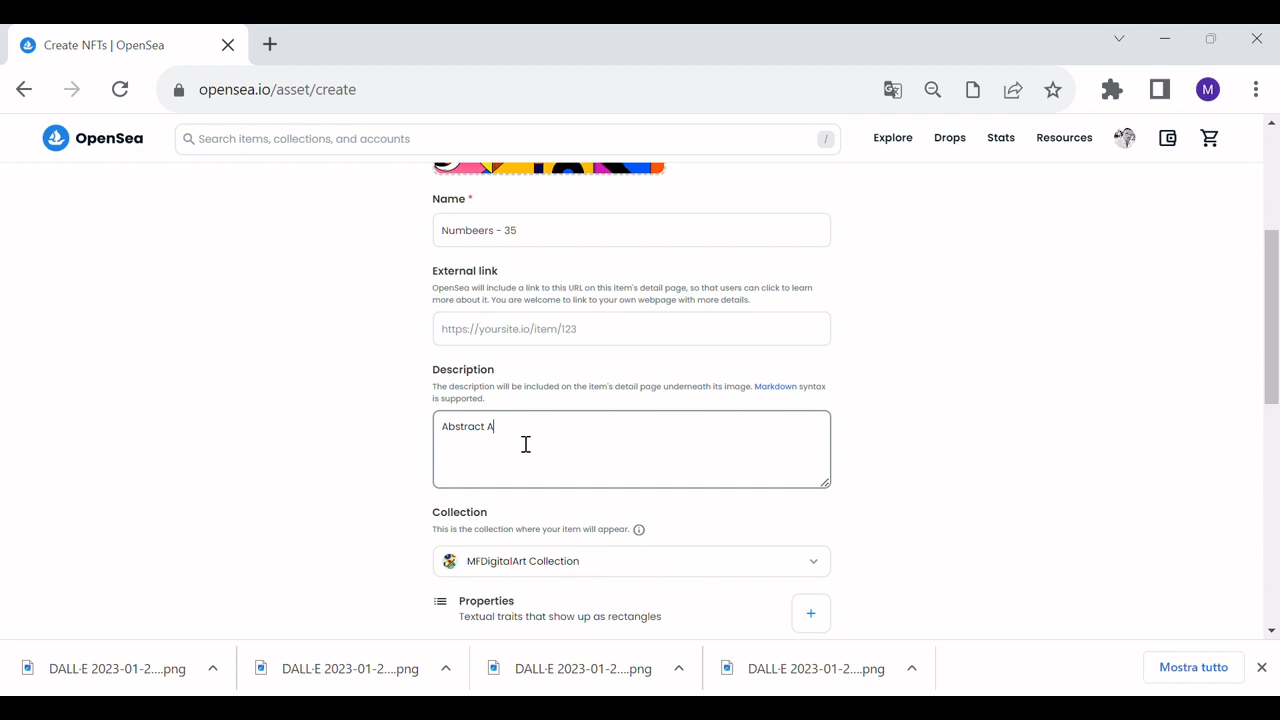 Create NFTs | OpenSea
opensea.io/asset/create
M
OpenSea
Search items, collections, and accounts
/
Explore
Drops
Stats
Resources
Name *
Numbeers - 35
External link
OpenSea will include a link to this URL on this item's detail page, so that users can click to learn
more about it. You are welcome to link to your own webpage with more details.
https://yoursite.io/item/123
Description
The description will be included on the item's detail page underneath its image. Markdown syntax
is supported.
Abstract A
Collection
This is the collection where your item will appear.
MFDigitalArt Collection
Properties
Textual traits that show up as rectangles
DALL·E 2023-01-2....png
DALL·E 2023-01-2....png
DALL·E 2023-01-2....png
DALL·E 2023-01-2....png
Mostra tutto